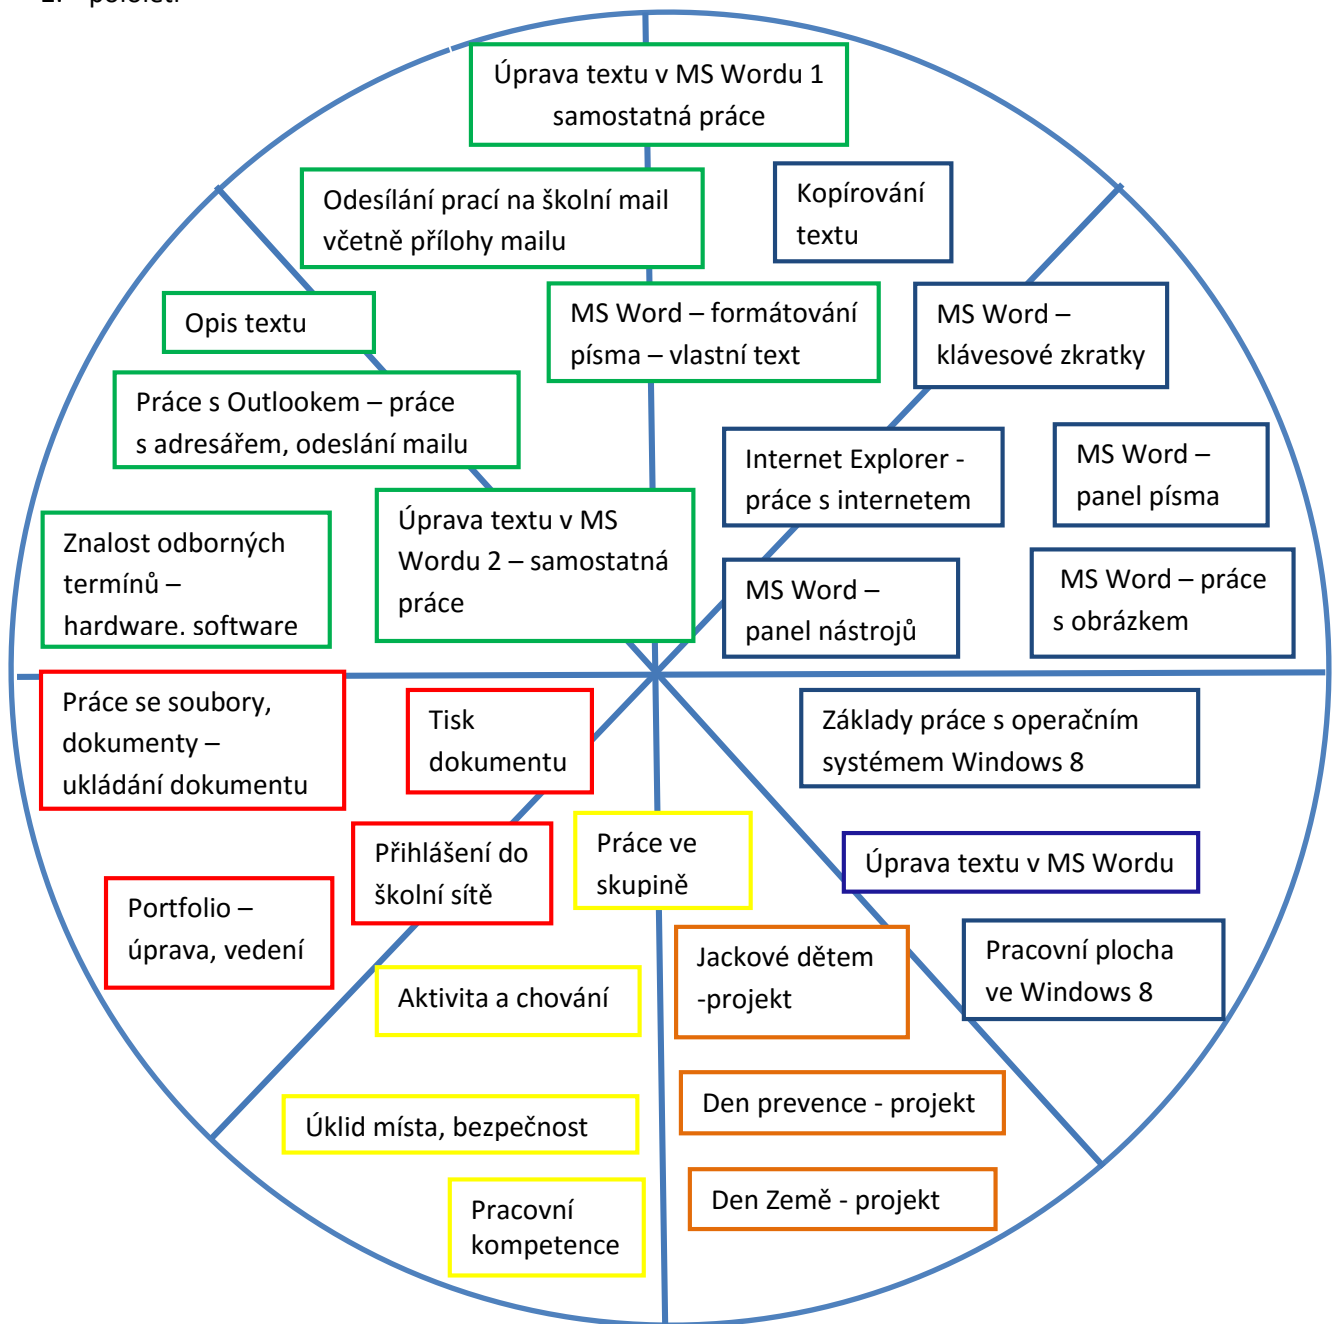 pololetí
Úprava textu v MS Wordu 1
samostatná práce
Odesílání prací na školní mail
včetně přílohy mailu
Kopírování
textu
Opis textu
MS Word – formátování
písma – vlastní text
MS Word –
klávesové zkratky
Práce s Outlookem – práce
s adresářem, odeslání mailu
Internet Explorer -
práce s internetem
MS Word –
panel písma
Znalost odborných
termínů –
hardware, software
Úprava textu v MS
Wordu 2 – samostatná
práce
MS Word –
panel nástrojů
MS Word – práce
s obrázkem
Práce se soubory,
dokumenty –
ukládání dokumentu
Tisk
dokumentu
Základy práce s operačním
systémem Windows 8
Přihlášení do
školní sítě
Práce ve
skupině
Úprava textu v MS Wordu
Portfolio –
úprava, vedení
Aktivita a chování
Jackové dětem
-projekt
Pracovní plocha
ve Windows 8
Úklid místa, bezpečnost
Den prevence - projekt
Pracovní
kompetence
Den Země - projekt